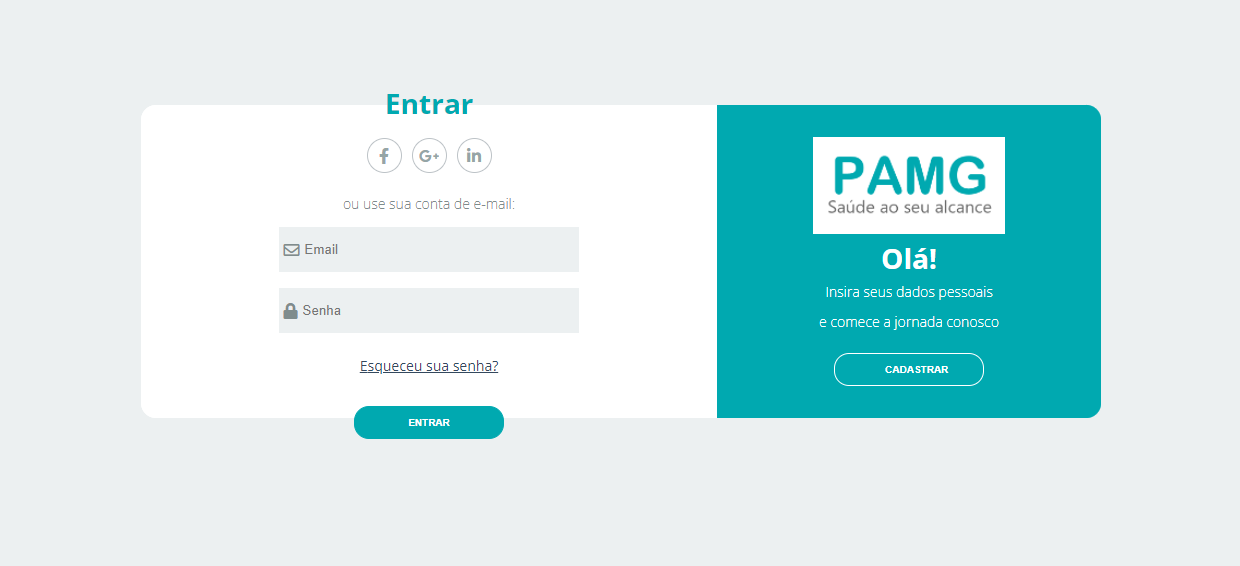 Entrar
ou use sua conta de e-mail:
Email
Senha
Esqueceu sua senha?
ENTRAR
PAMG
Saúde ao seu alcance
Olá!
Insira seus dados pessoais
e comece a jornada conosco
CADASTRAR